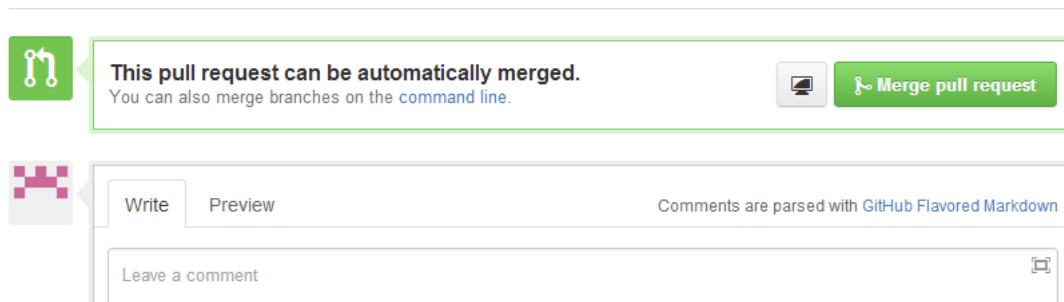 This pull request can be automatically merged.
You can also merge branches on the command line.
Merge pull request
Write Preview Comments are parsed with GitHub Flavored Markdown
Leave a comment